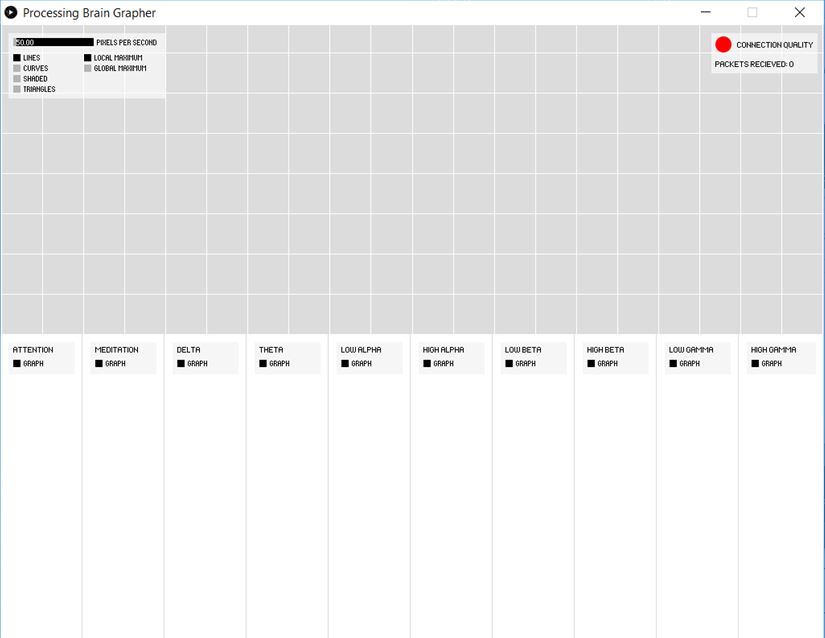 Processing Brain Grapher
50.00 PIXELS PER SECOND
LINES LOCAL MAXIMUM
CURVES GLOBAL MAXIMUM
SHADED
TRIANGLES
CONNECTION QUALITY
PACKETS RECIEVED: 0
ATTENTION MEDITATION DELTA THETA LOW ALPHA HIGH ALPHA LOW BETA HIGH BETA LOW GAMMA HIGH GAMMA
GRAPH GRAPH GRAPH GRAPH GRAPH GRAPH GRAPH GRAPH GRAPH GRAPH